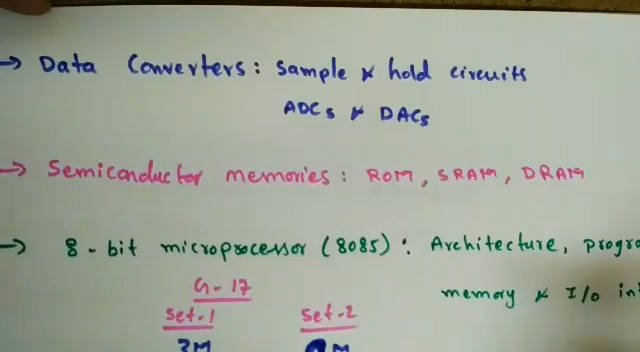 → Data Converters: Sample & hold circuits
ADCs & DACs
→ Semiconductor memories: ROM, SRAM, DRAM
→ 8-bit microprocessor (8085): Architecture, progra
memory & I/o int
G-17
Set-1 Set-2